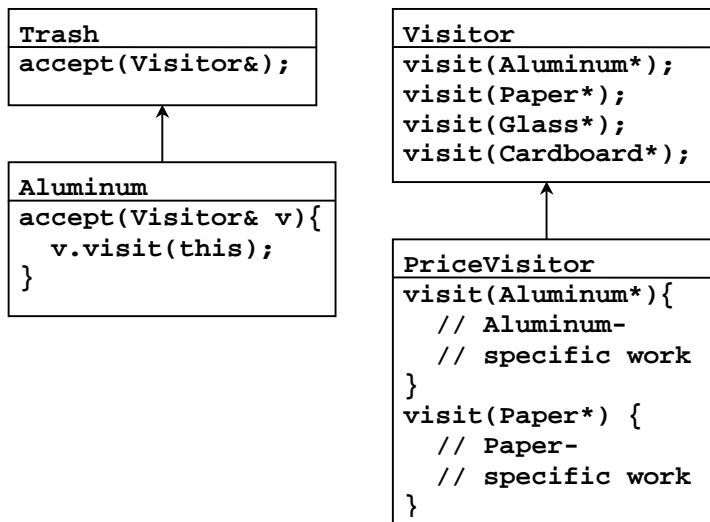 Trash
accept(Visitor&);
Aluminum
accept(Visitor& v){
v.visit(this);
}
Visitor
visit(Aluminum*);
visit(Paper*);
visit(Glass*);
visit(Cardboard*);
PriceVisitor
visit(Aluminum*){
// Aluminum-
// specific work
}
visit(Paper*) {
// Paper-
// specific work
}